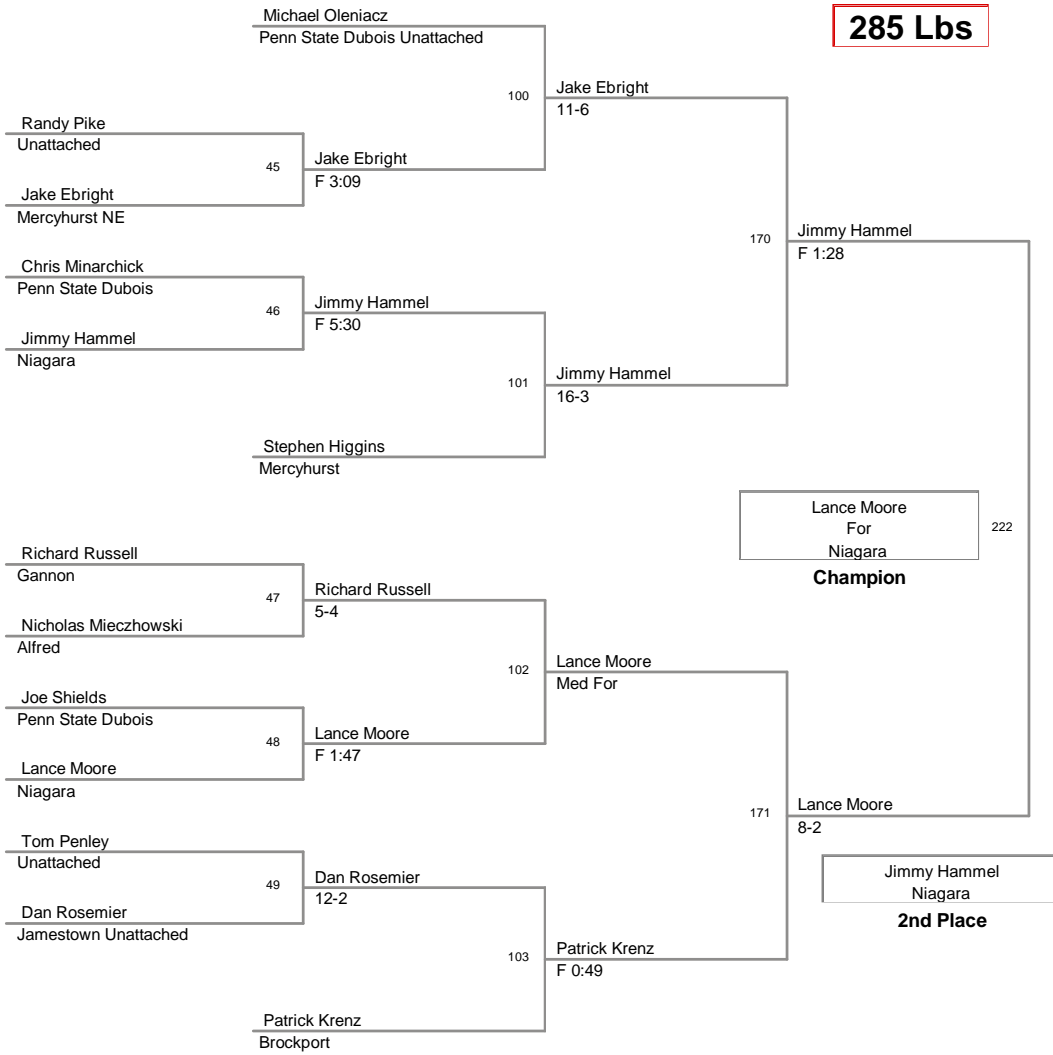 285 Lbs
Michael Oleniacz
Penn State Dubois Unattached
100
Jake Ebright
11-6
Randy Pike
Unattached
45
Jake Ebright
F 3:09
Jake Ebright
Mercyhurst NE
170
Jimmy Hammel
F 1:28
Chris Minarchick
Penn State Dubois
46
Jimmy Hammel
F 5:30
Jimmy Hammel
Niagara
101
Jimmy Hammel
16-3
Stephen Higgins
Mercyhurst
Lance Moore
For
Niagara
222
Champion
Richard Russell
Gannon
47
Richard Russell
5-4
Nicholas Mieczhowski
Alfred
102
Lance Moore
Med For
Joe Shields
Penn State Dubois
48
Lance Moore
F 1:47
Lance Moore
Niagara
171
Lance Moore
8-2
Tom Penley
Unattached
49
Dan Rosemier
12-2
Dan Rosemier
Jamestown Unattached
Jimmy Hammel
Niagara
2nd Place
103
Patrick Krenz
F 0:49
Patrick Krenz
Brockport